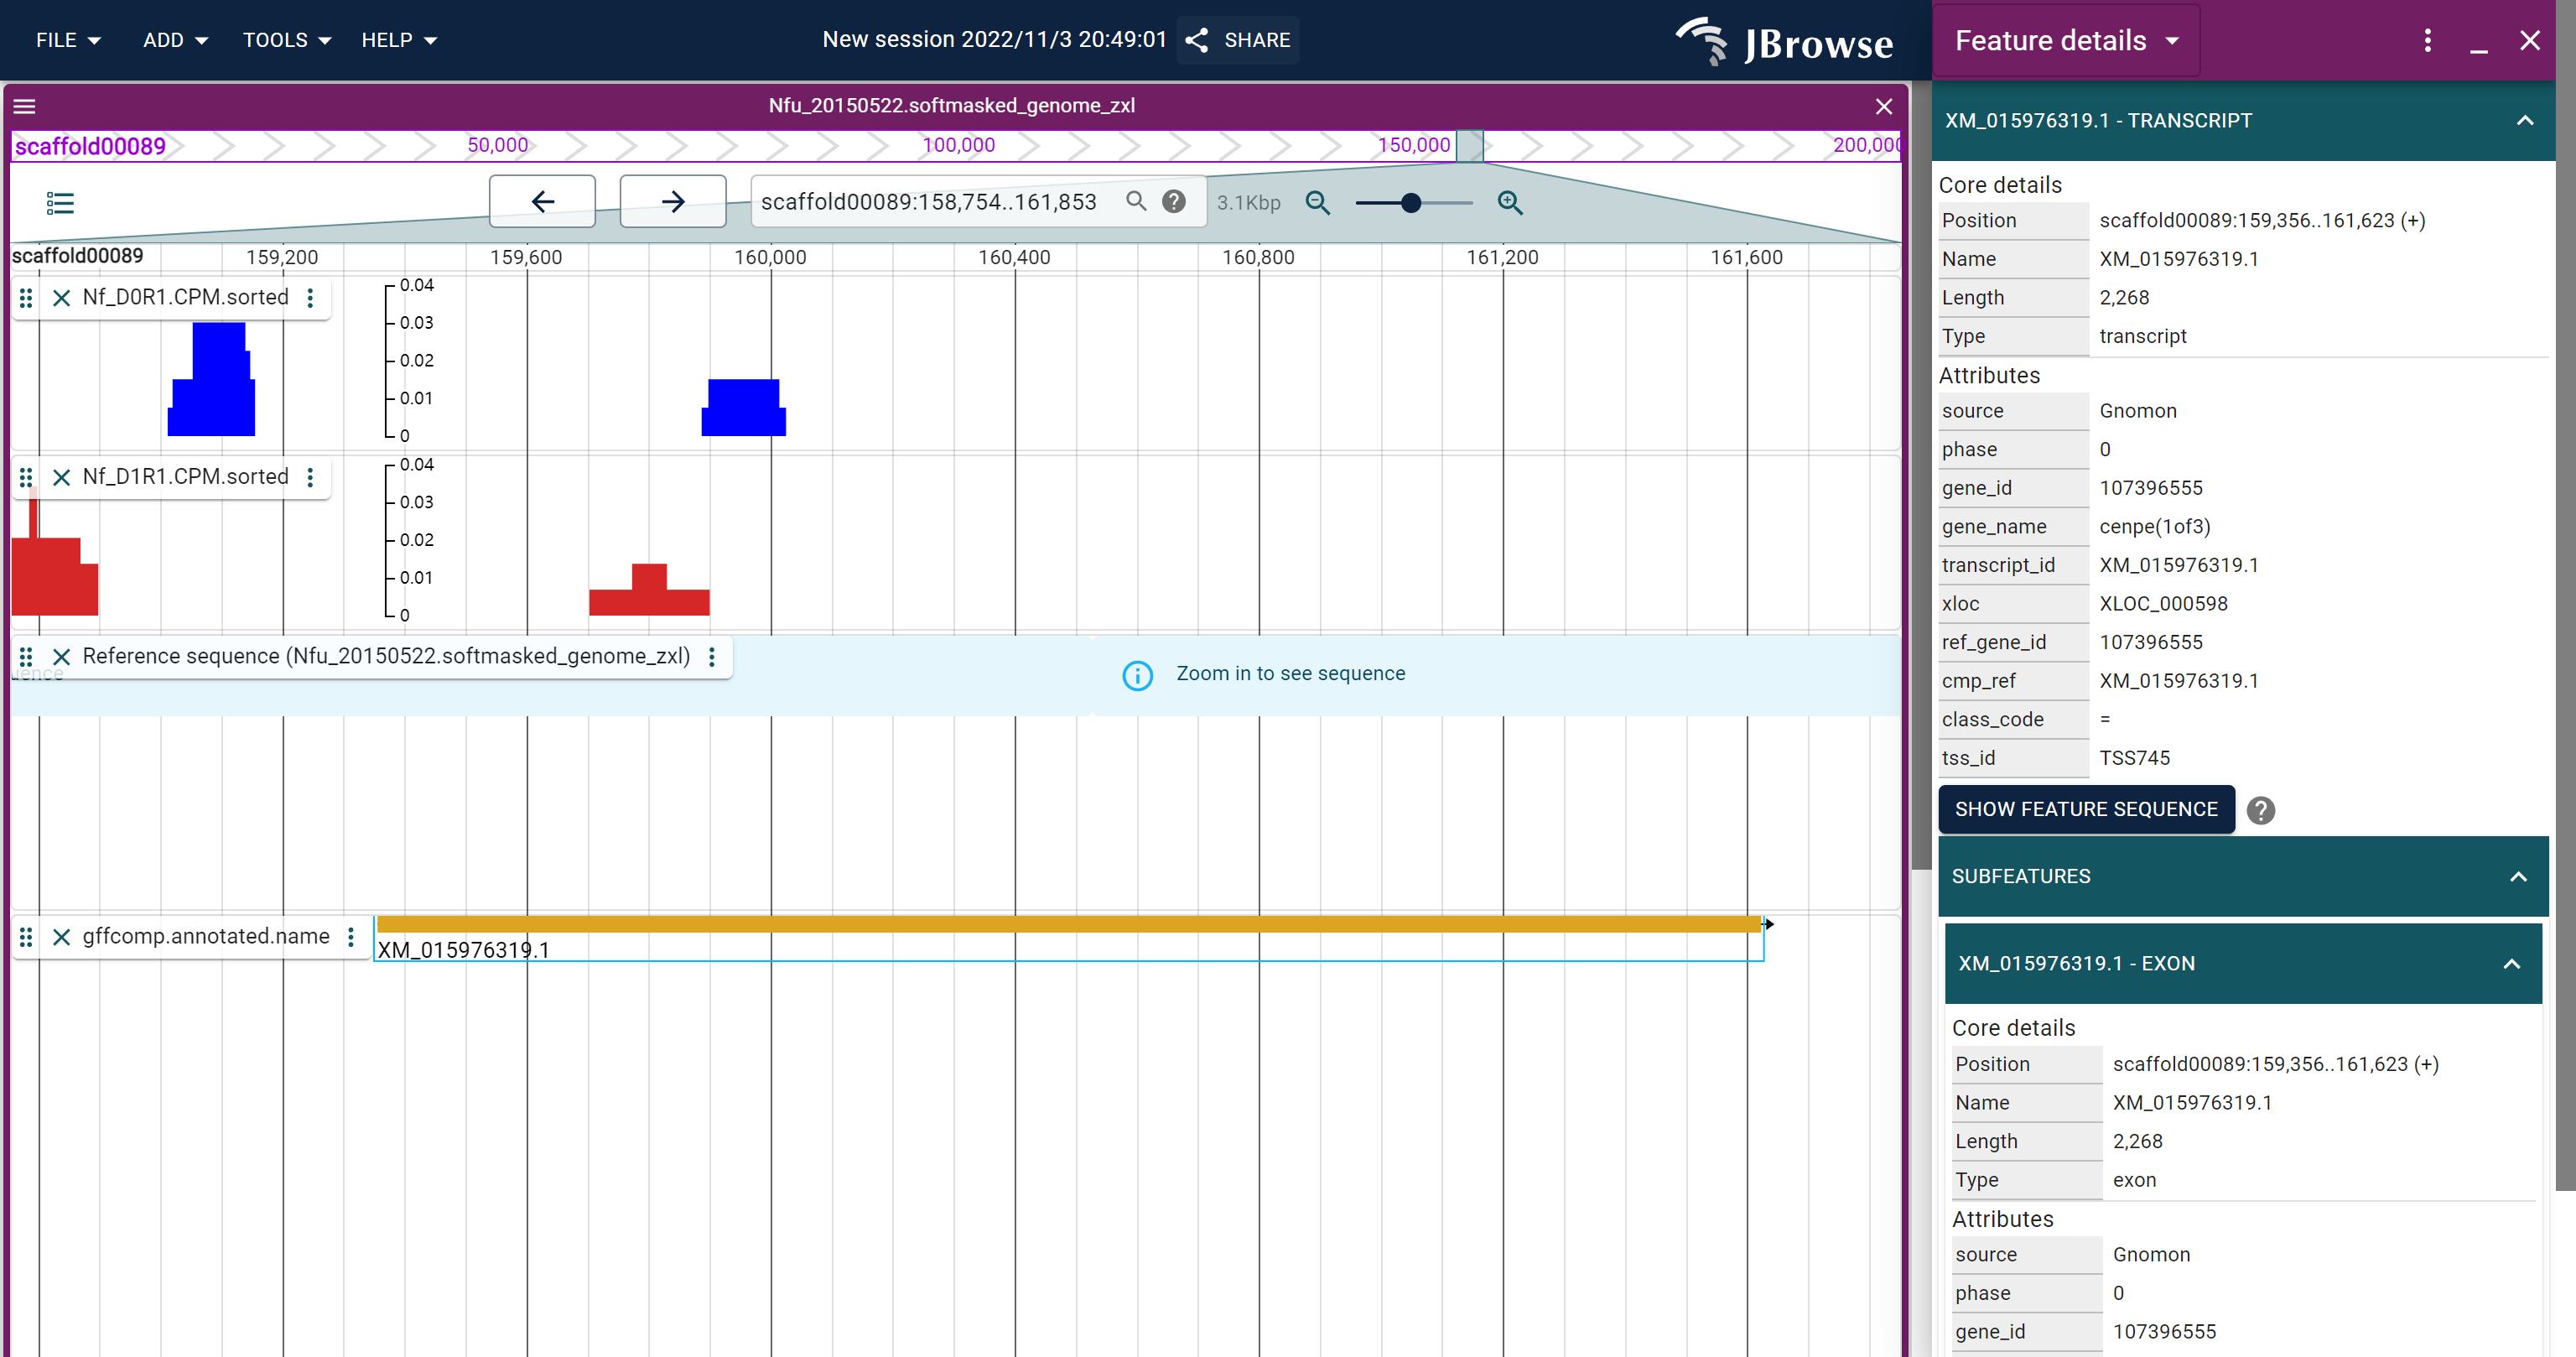 FILE ADD TOOLS HELP New session 2022/11/3 20:49:01 SHARE JBrowse
Nfu_20150522.softmasked_genome_zxl
scaffold00089 50,000 100,000 150,000 200,000
scaffold00089:158,754..161,853 3.1Kbp
scaffold00089 159,200 159,600 160,000 160,400 160,800 161,200 161,600
Nf_D0R1.CPM.sorted
0.04
0.03
0.02
0.01
0
Nf_D1R1.CPM.sorted
0.04
0.03
0.02
0.01
0
Reference sequence (Nfu_20150522.softmasked_genome_zxl)
Zoom in to see sequence
gffcomp.annotated.name
XM_015976319.1
Feature details
XM_015976319.1 - TRANSCRIPT
Core details
Position scaffold00089:159,356..161,623 (+)
Name XM_015976319.1
Length 2,268
Type transcript
Attributes
source Gnomon
phase 0
gene_id 107396555
gene_name cenpe(1of3)
transcript_id XM_015976319.1
xloc XLOC_000598
ref_gene_id 107396555
cmp_ref XM_015976319.1
class_code =
tss_id TSS745
SHOW FEATURE SEQUENCE ?
SUBFEATURES
XM_015976319.1 - EXON
Core details
Position scaffold00089:159,356..161,623 (+)
Name XM_015976319.1
Length 2,268
Type exon
Attributes
source Gnomon
phase 0
gene_id 107396555